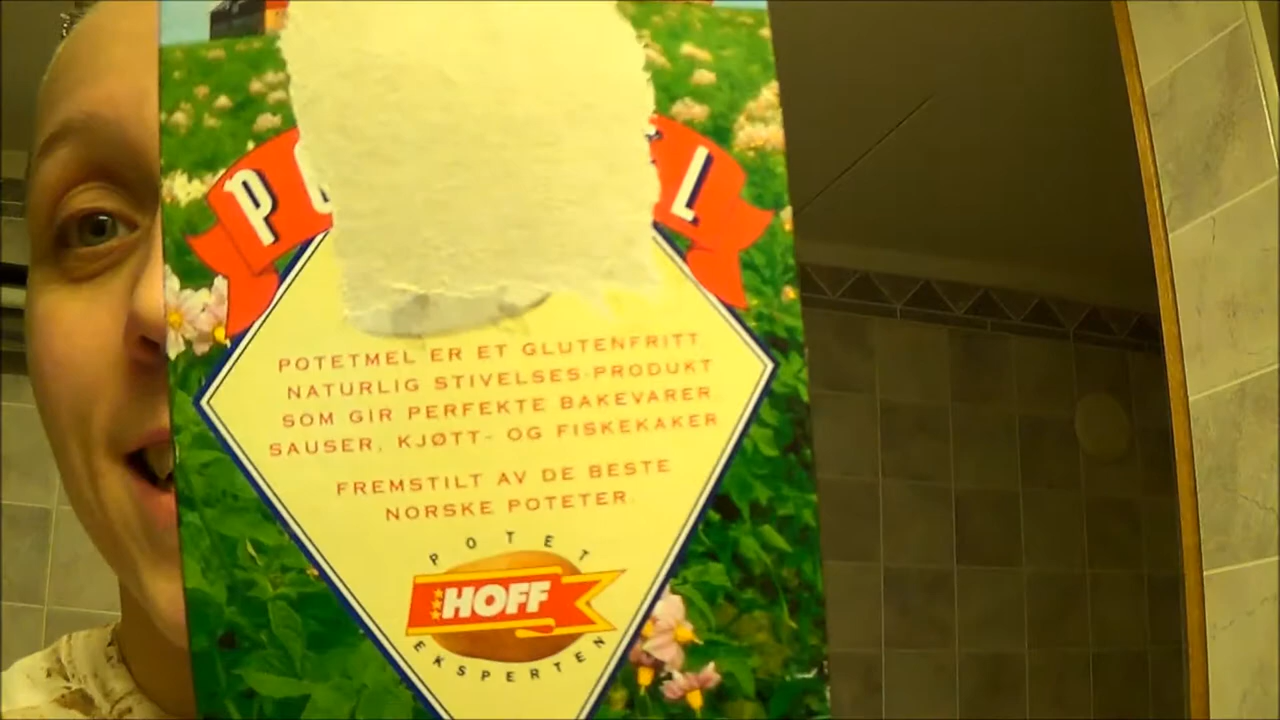 POTETMEL ER ET GLUTENFRITT
NATURLIG STIVELSES-PRODUKT
SOM GIR PERFEKTE BAKEVARER
SAUSER, KJØTT- OG FISKEKAKER
FREMSTILT AV DE BESTE
NORSKE POTETER.
POTET
HOFF
EKSPERTEN